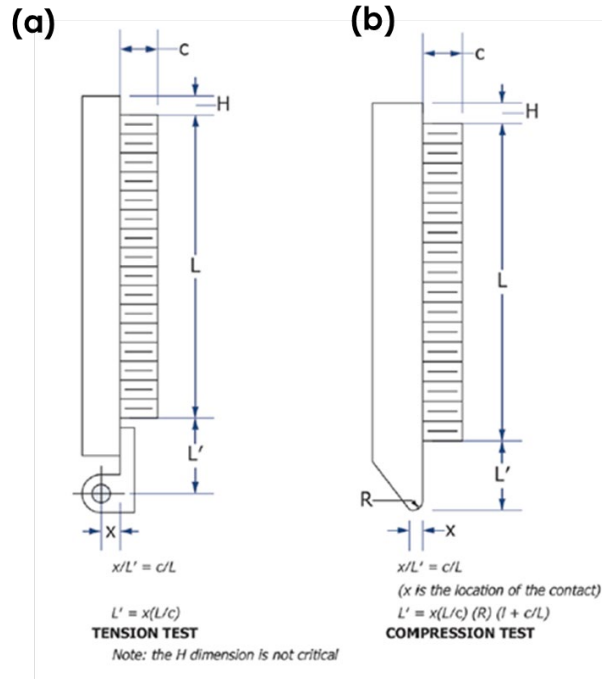 (a)
(b)
C
C
H
H
L
L
L'
L'
R
X
X
x/L' = c/L
x/L' = c/L
(x is the location of the contact)
L' = x(L/c)
L' = x(L/c) (R) (l + c/L)
TENSION TEST
COMPRESSION TEST
Note: the H dimension is not critical